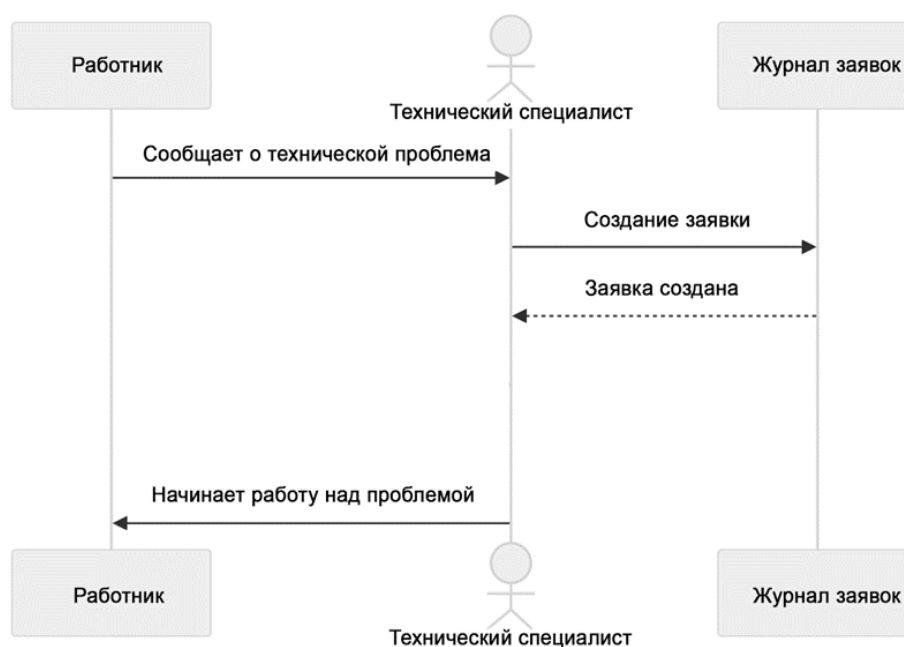 Работник
Технический специалист
Журнал заявок
Сообщает о технической проблема
Создание заявки
Заявка создана
Начинает работу над проблемой
Работник
Технический специалист
Журнал заявок